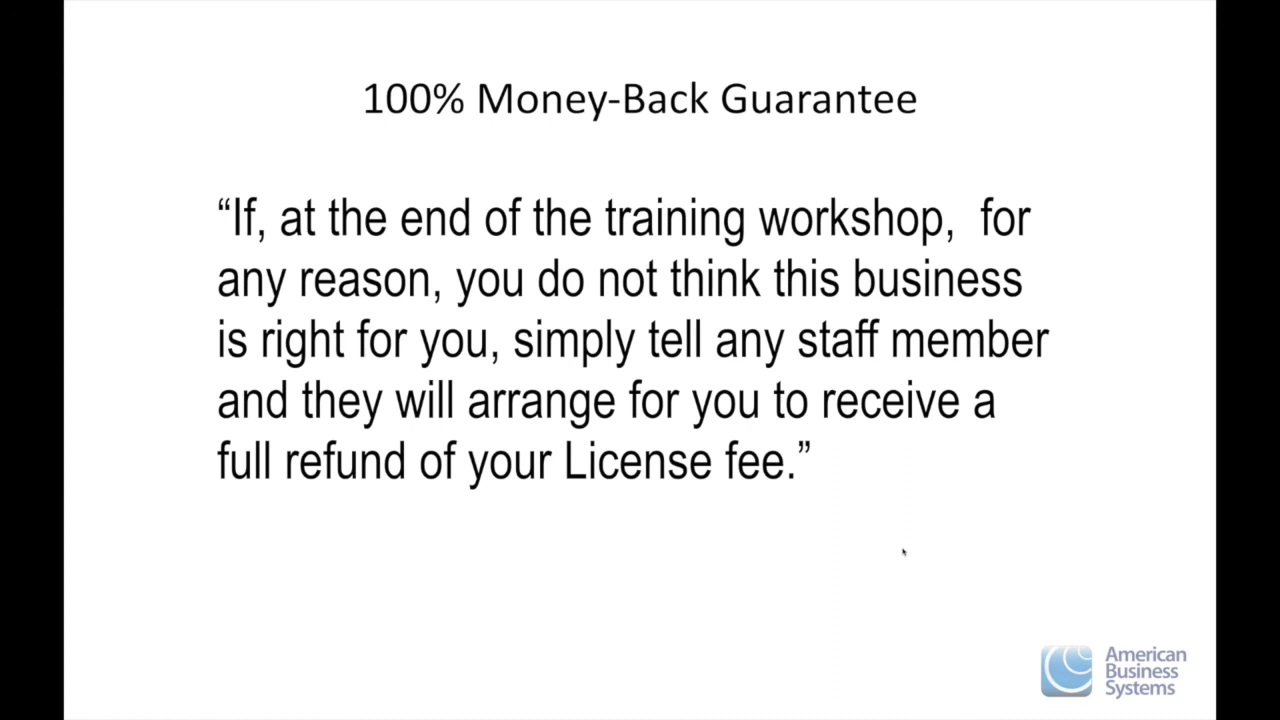 100% Money-Back Guarantee
“If, at the end of the training workshop,  for
any reason, you do not think this business
is right for you, simply tell any staff member
and they will arrange for you to receive a
full refund of your License fee.”
American
Business
Systems